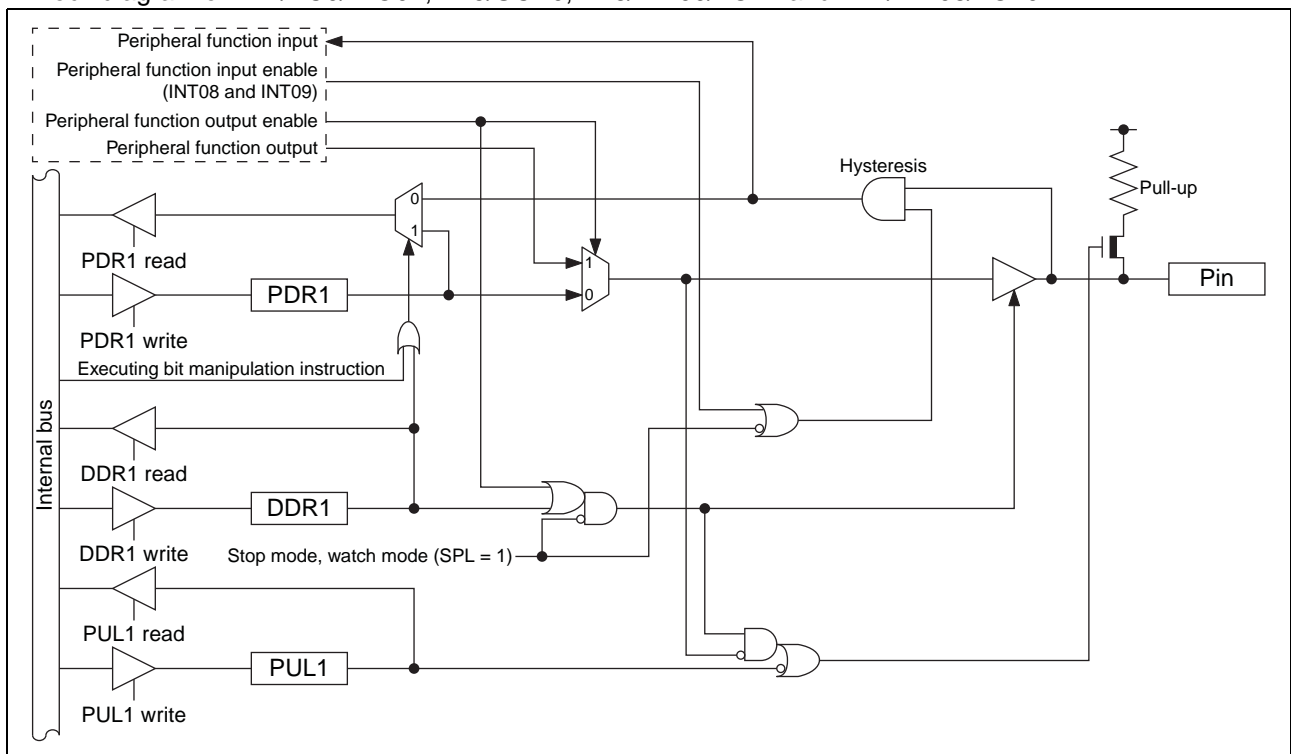 Peripheral function input
Peripheral function input enable
(INT08 and INT09)
Peripheral function output enable
Peripheral function output
Hysteresis
Pull-up
0
1
PDR1 read
1
0
PDR1
Pin
PDR1 write
Executing bit manipulation instruction
Internal bus
DDR1 read
DDR1
DDR1 write
Stop mode, watch mode (SPL = 1)
PUL1 read
PUL1
PUL1 write